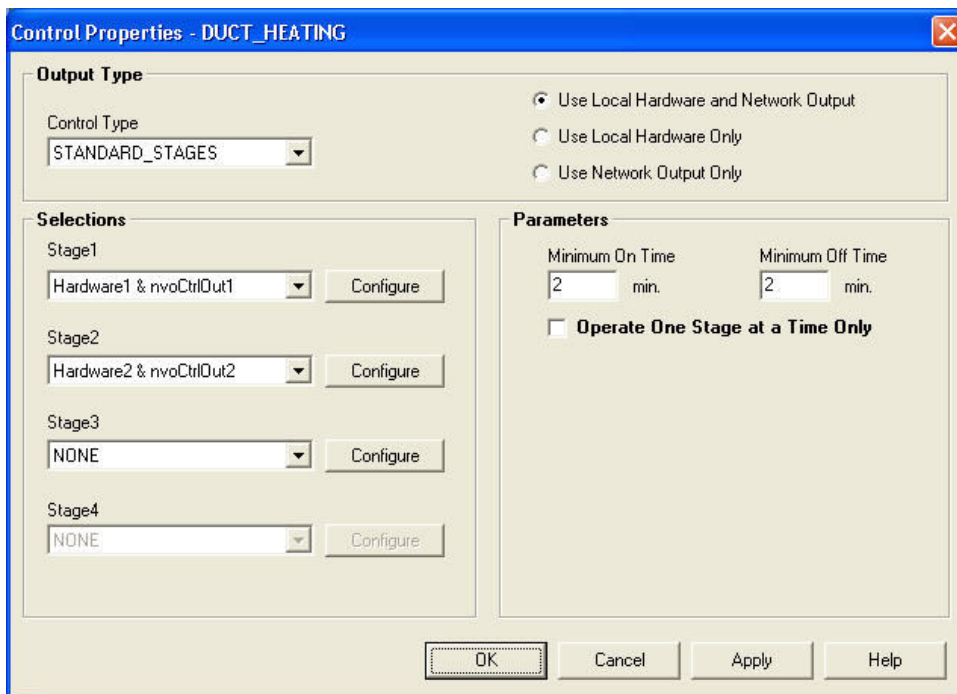 Control Properties - DUCT_HEATING
Output Type
Control Type
STANDARD_STAGES
Use Local Hardware and Network Output
Use Local Hardware Only
Use Network Output Only
Selections
Stage1
Hardware1 & nvoCtrlOut1
Configure
Stage2
Hardware2 & nvoCtrlOut2
Configure
Stage3
NONE
Configure
Stage4
NONE
Configure
Parameters
Minimum On Time
2 min.
Minimum Off Time
2 min.
Operate One Stage at a Time Only
OK
Cancel
Apply
Help